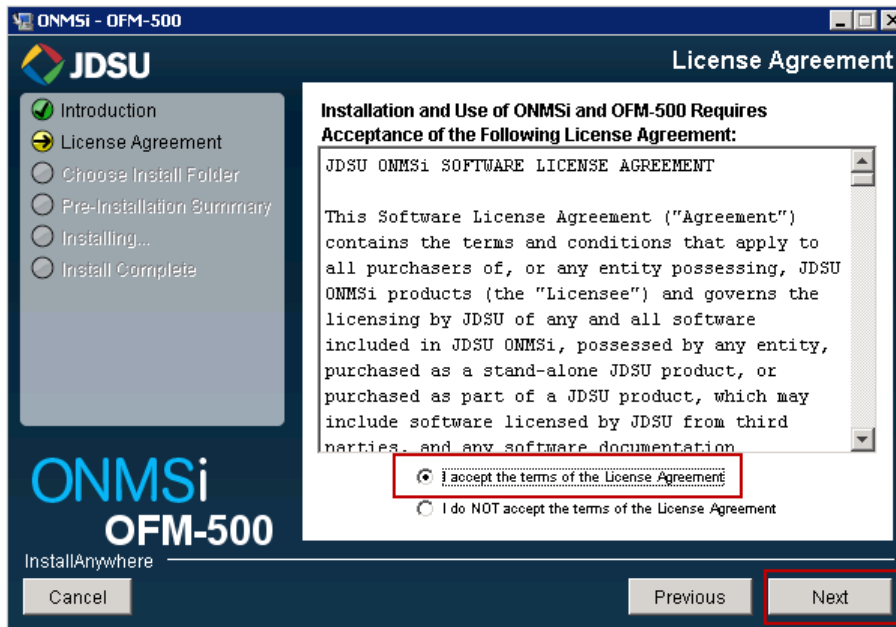 ONMSi - OFM-500
JDSU
License Agreement
Introduction
License Agreement
Choose Install Folder
Pre-Installation Summary
Installing...
Install Complete
Installation and Use of ONMSi and OFM-500 Requires
Acceptance of the Following License Agreement:
JDSU ONMSi SOFTWARE LICENSE AGREEMENT
This Software License Agreement ("Agreement")
contains the terms and conditions that apply to
all purchasers of, or any entity possessing, JDSU
ONMSi products (the "Licensee") and governs the
licensing by JDSU of any and all software
included in JDSU ONMSi, possessed by any entity,
purchased as a stand-alone JDSU product, or
purchased as part of a JDSU product, which may
include software licensed by JDSU from third
parties, and any software documentation
I accept the terms of the License Agreement
I do NOT accept the terms of the License Agreement
ONMSi
OFM-500
InstallAnywhere
Cancel
Previous
Next